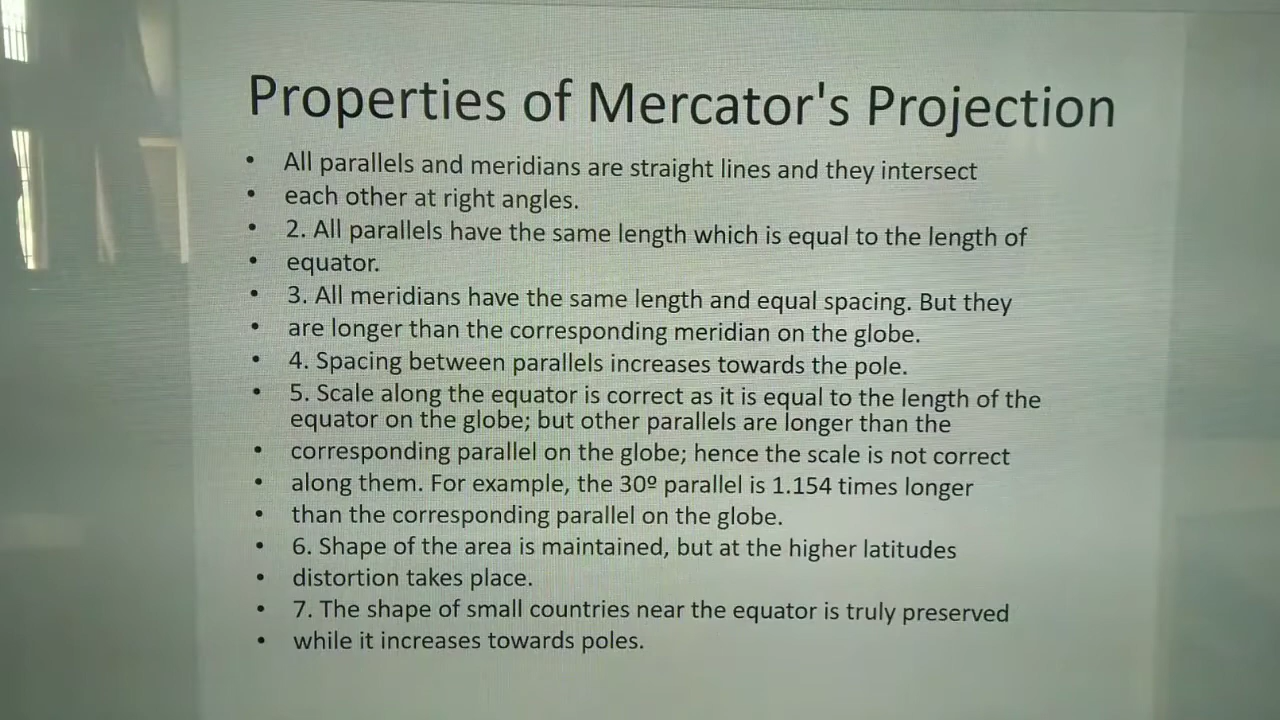 Properties of Mercator's Projection
• All parallels and meridians are straight lines and they intersect
• each other at right angles.
• 2. All parallels have the same length which is equal to the length of
• equator.
• 3. All meridians have the same length and equal spacing. But they
• are longer than the corresponding meridian on the globe.
• 4. Spacing between parallels increases towards the pole.
• 5. Scale along the equator is correct as it is equal to the length of the
equator on the globe; but other parallels are longer than the
• corresponding parallel on the globe; hence the scale is not correct
• along them. For example, the 30º parallel is 1.154 times longer
• than the corresponding parallel on the globe.
• 6. Shape of the area is maintained, but at the higher latitudes
• distortion takes place.
• 7. The shape of small countries near the equator is truly preserved
• while it increases towards poles.